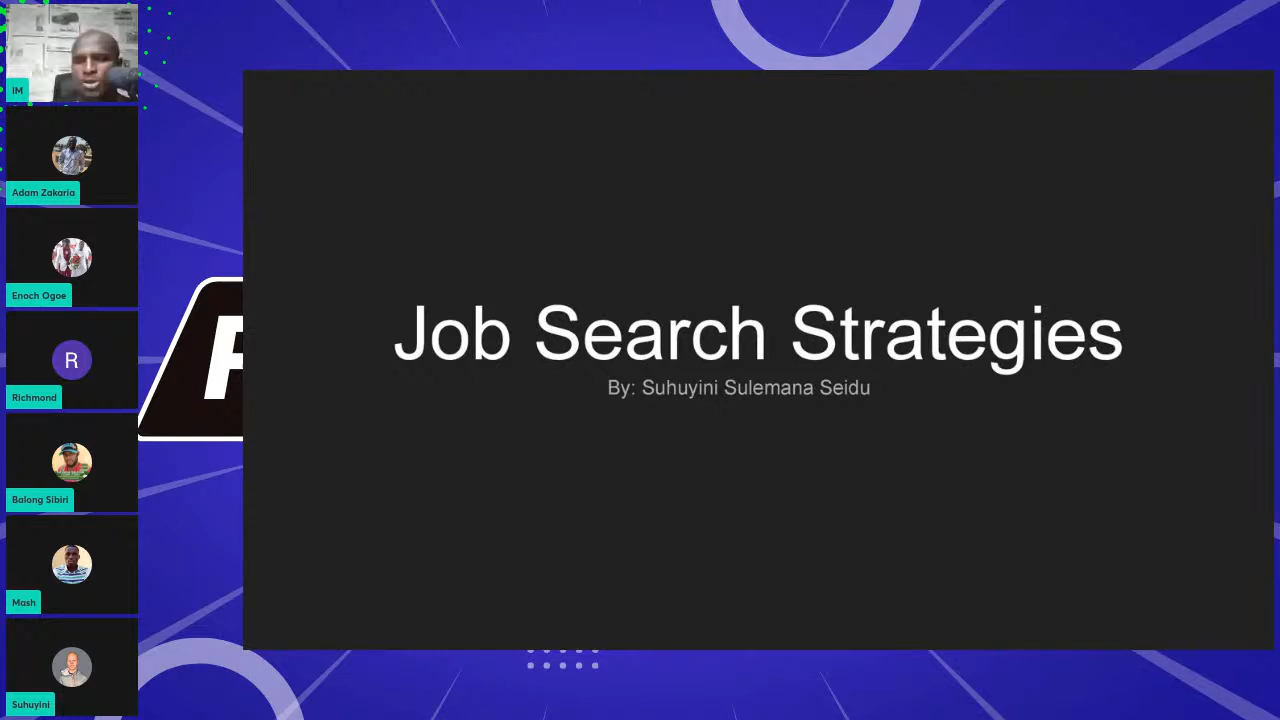 IM
Adam Zakaria
Enoch Ogoe
R
Richmond
Balong Sibiri
Mash
Suhuyini
Job Search Strategies
By: Suhuyini Sulemana Seidu